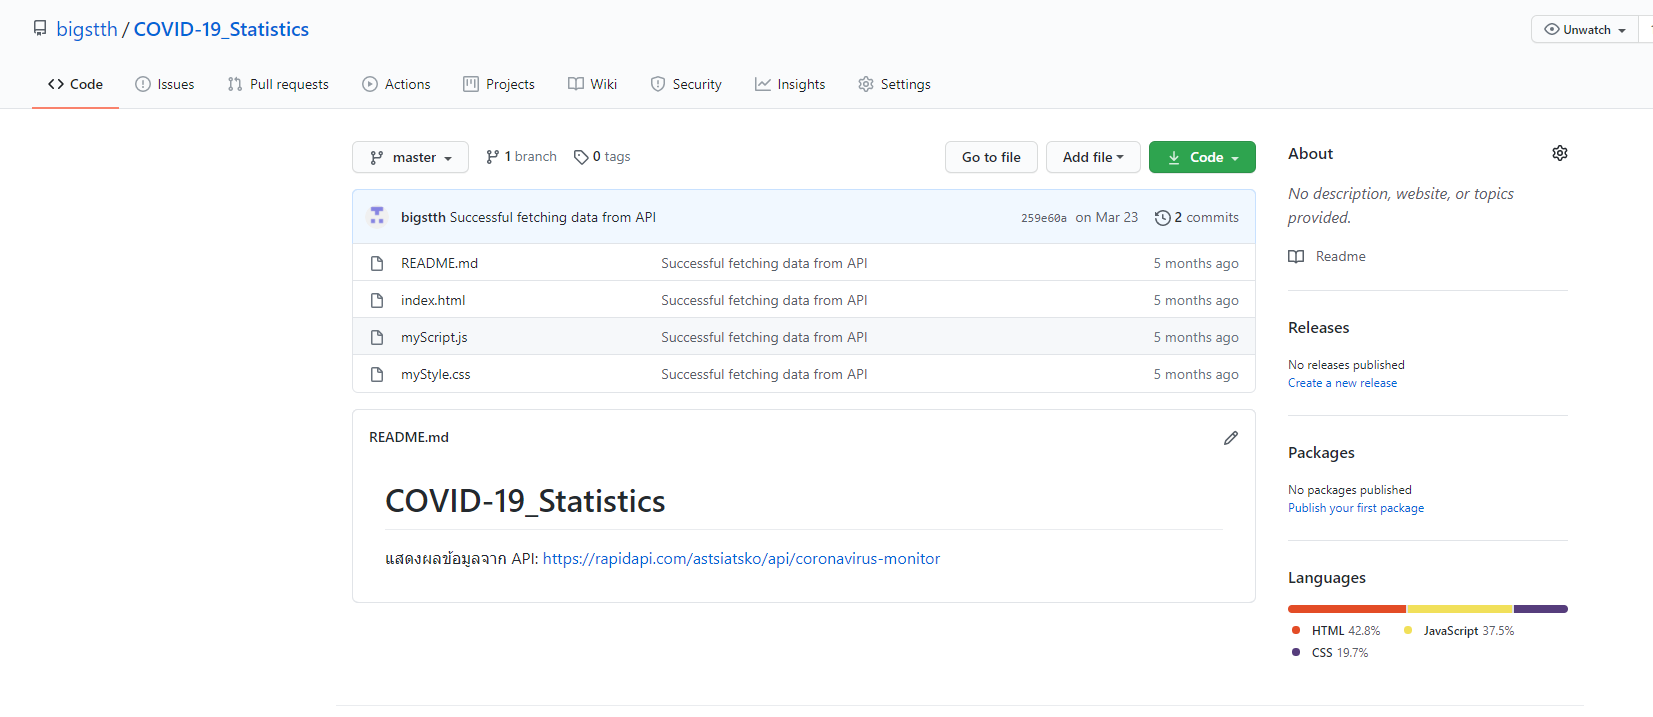 bigstth / COVID-19_Statistics
Unwatch
Code Issues Pull requests Actions Projects Wiki Security Insights Settings
master 1 branch 0 tags Go to file Add file Code
bigstth Successful fetching data from API 259e60a on Mar 23 2 commits
README.md Successful fetching data from API 5 months ago
index.html Successful fetching data from API 5 months ago
myScript.js Successful fetching data from API 5 months ago
myStyle.css Successful fetching data from API 5 months ago
README.md
COVID-19_Statistics
แสดงผลข้อมูลจาก API: https://rapidapi.com/astsiatsko/api/coronavirus-monitor
About
No description, website, or topics
provided.
Readme
Releases
No releases published
Create a new release
Packages
No packages published
Publish your first package
Languages
HTML 42.8% JavaScript 37.5%
CSS 19.7%